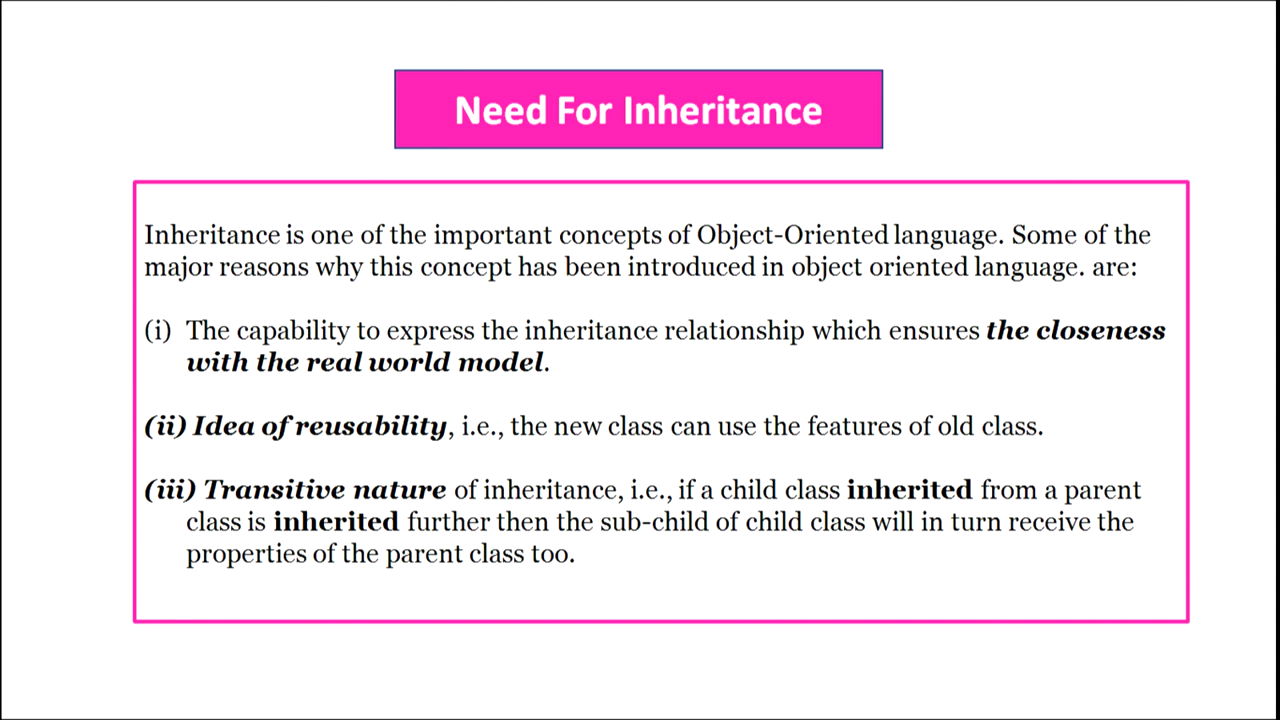 Need For Inheritance
Inheritance is one of the important concepts of Object-Oriented language. Some of the
major reasons why this concept has been introduced in object oriented language. are:
(i) The capability to express the inheritance relationship which ensures the closeness
with the real world model.
(ii) Idea of reusability, i.e., the new class can use the features of old class.
(iii) Transitive nature of inheritance, i.e., if a child class inherited from a parent
class is inherited further then the sub-child of child class will in turn receive the
properties of the parent class too.